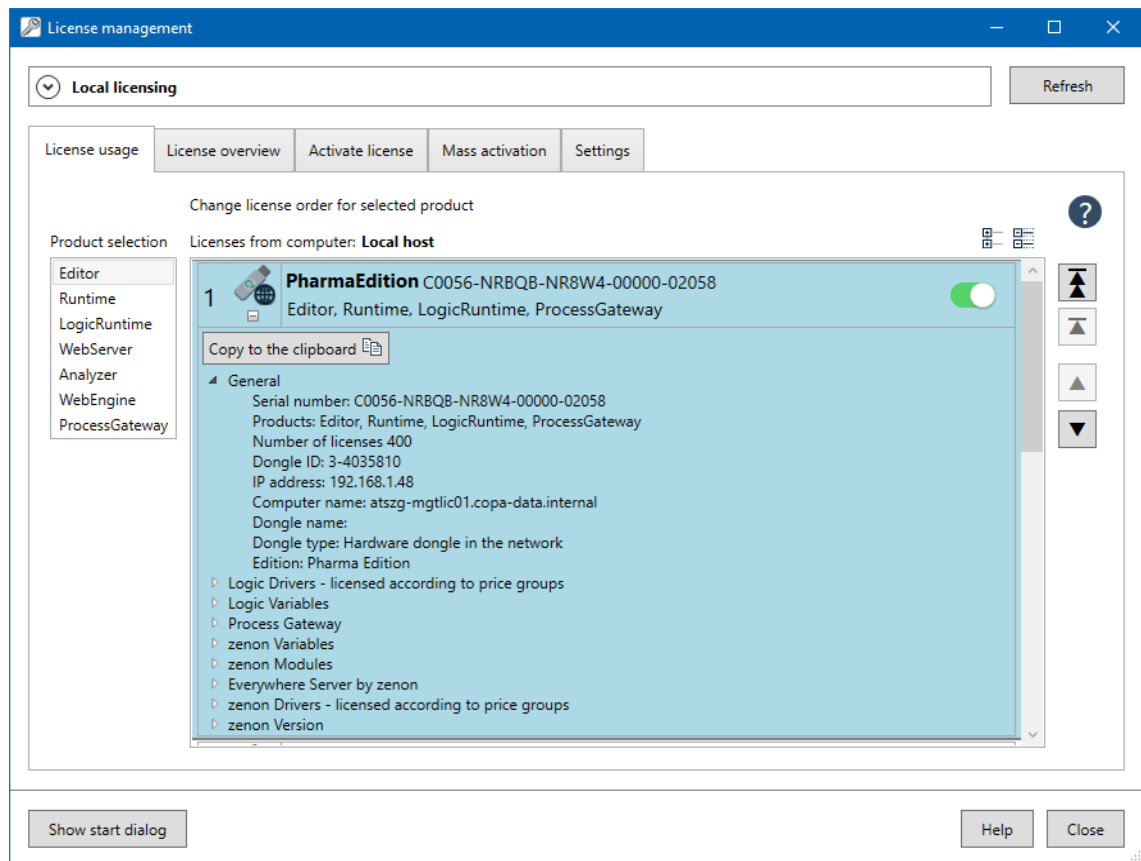 License management
Local licensing
Refresh
License usage
License overview
Activate license
Mass activation
Settings
Change license order for selected product
?
Product selection
Licenses from computer: Local host
Editor
Runtime
LogicRuntime
WebServer
Analyzer
WebEngine
ProcessGateway
1
PharmaEdition C0056-NRBQB-NR8W4-00000-02058
Editor, Runtime, LogicRuntime, ProcessGateway
Copy to the clipboard
General
Serial number: C0056-NRBQB-NR8W4-00000-02058
Products: Editor, Runtime, LogicRuntime, ProcessGateway
Number of licenses 400
Dongle ID: 3-4035810
IP address: 192.168.1.48
Computer name: atszg-mgtlic01.copa-data.internal
Dongle name:
Dongle type: Hardware dongle in the network
Edition: Pharma Edition
Logic Drivers - licensed according to price groups
Logic Variables
Process Gateway
zenon Variables
zenon Modules
Everywhere Server by zenon
zenon Drivers - licensed according to price groups
zenon Version
Show start dialog
Help
Close